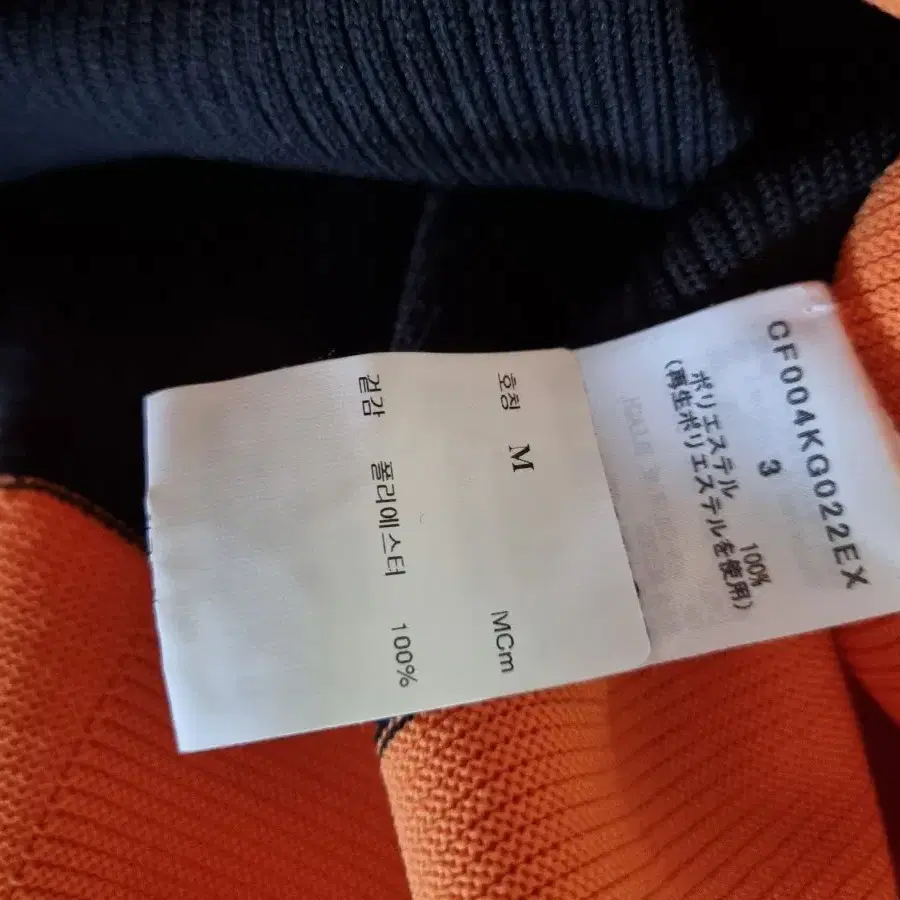 CF004KG022EX
3
ポリエステル 100%
(再生ポリエステルを使用)
호칭 M MCm
겉감 폴리에스터 100%